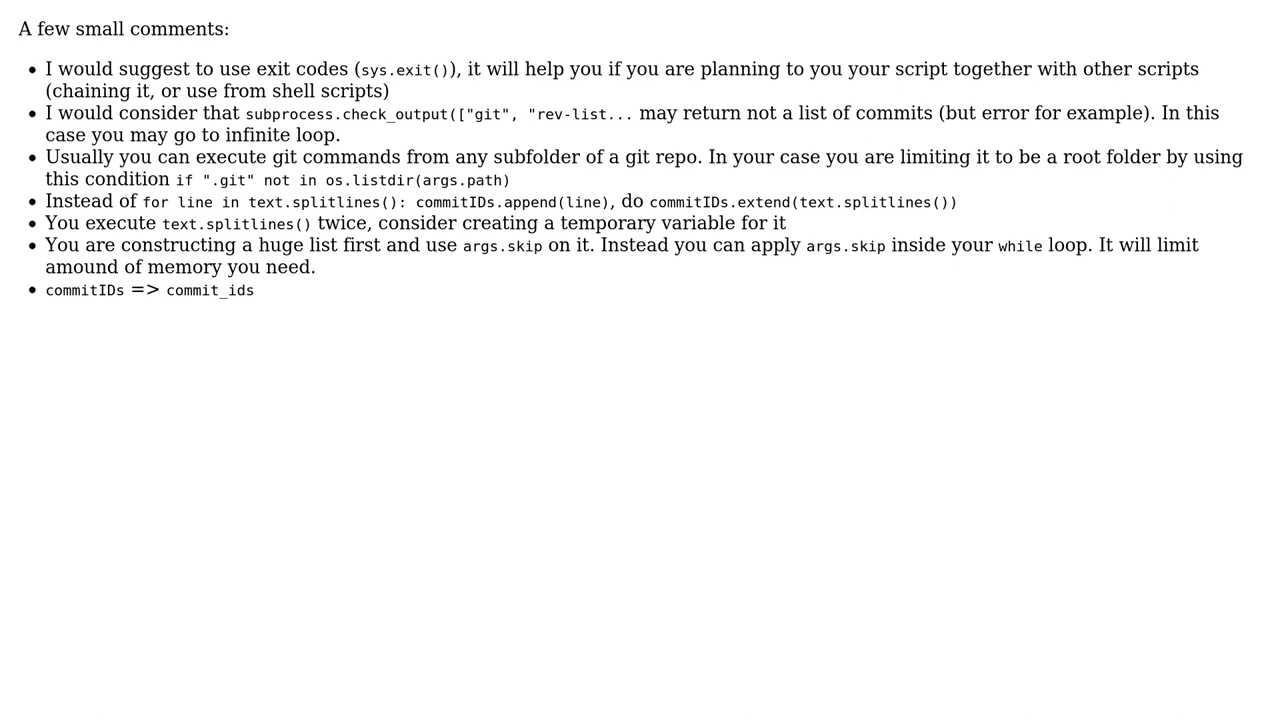 A few small comments:
• I would suggest to use exit codes (sys.exit()), it will help you if you are planning to you your script together with other scripts
(chaining it, or use from shell scripts)
• I would consider that subprocess.check_output(["git", "rev-list... may return not a list of commits (but error for example). In this
case you may go to infinite loop.
• Usually you can execute git commands from any subfolder of a git repo. In your case you are limiting it to be a root folder by using
this condition if ".git" not in os.listdir(args.path)
• Instead of for line in text.splitlines(): commitIDs.append(line), do commitIDs.extend(text.splitlines())
• You execute text.splitlines() twice, consider creating a temporary variable for it
• You are constructing a huge list first and use args.skip on it. Instead you can apply args.skip inside your while loop. It will limit
amound of memory you need.
• commitIDs => commit_ids